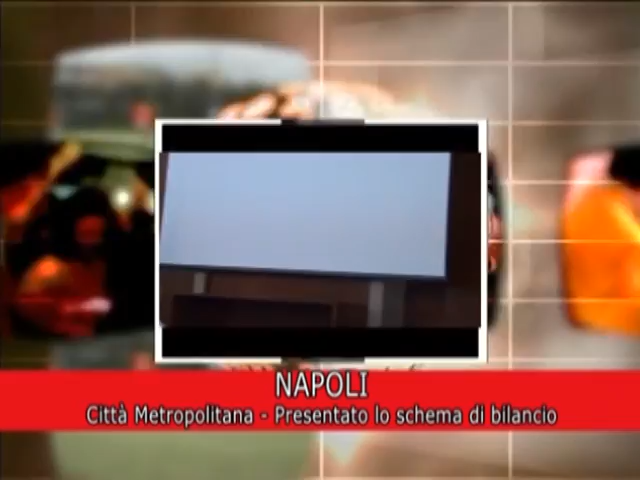 NAPOLI
Città Metropolitana - Presentato lo schema di bilancio